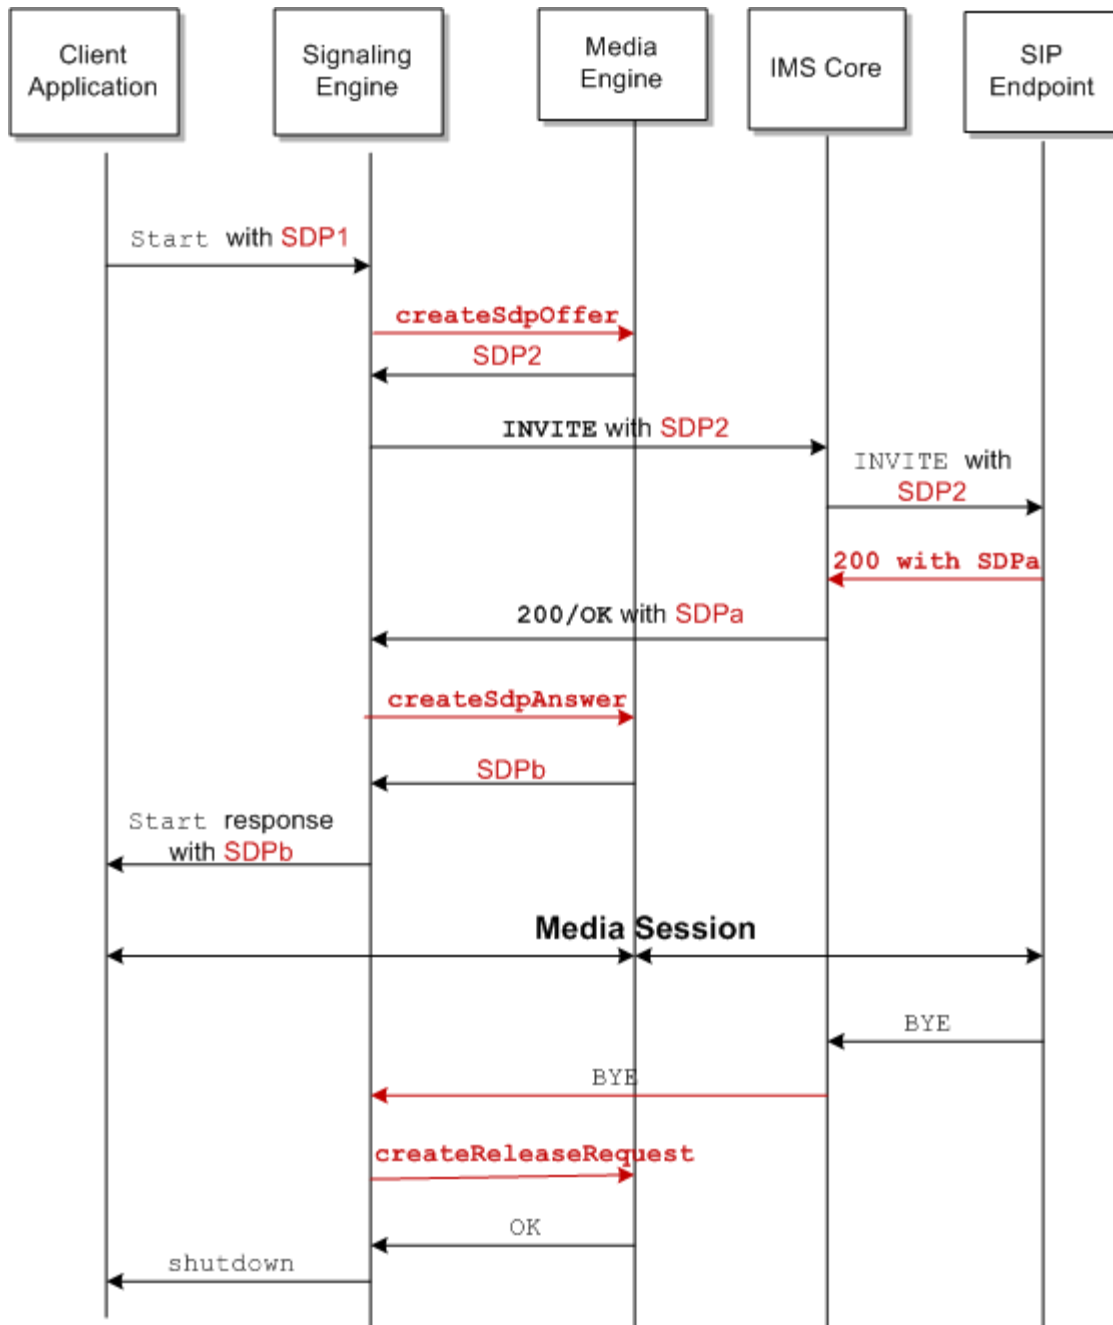 Client
Application
Signaling
Engine
Media
Engine
IMS Core
SIP
Endpoint
Start with SDP1
createSdpOffer
SDP2
INVITE with SDP2
INVITE with
SDP2
200 with SDPa
200/OK with SDPa
createSdpAnswer
SDPb
Start response
with SDPb
Media Session
BYE
BYE
createReleaseRequest
OK
shutdown